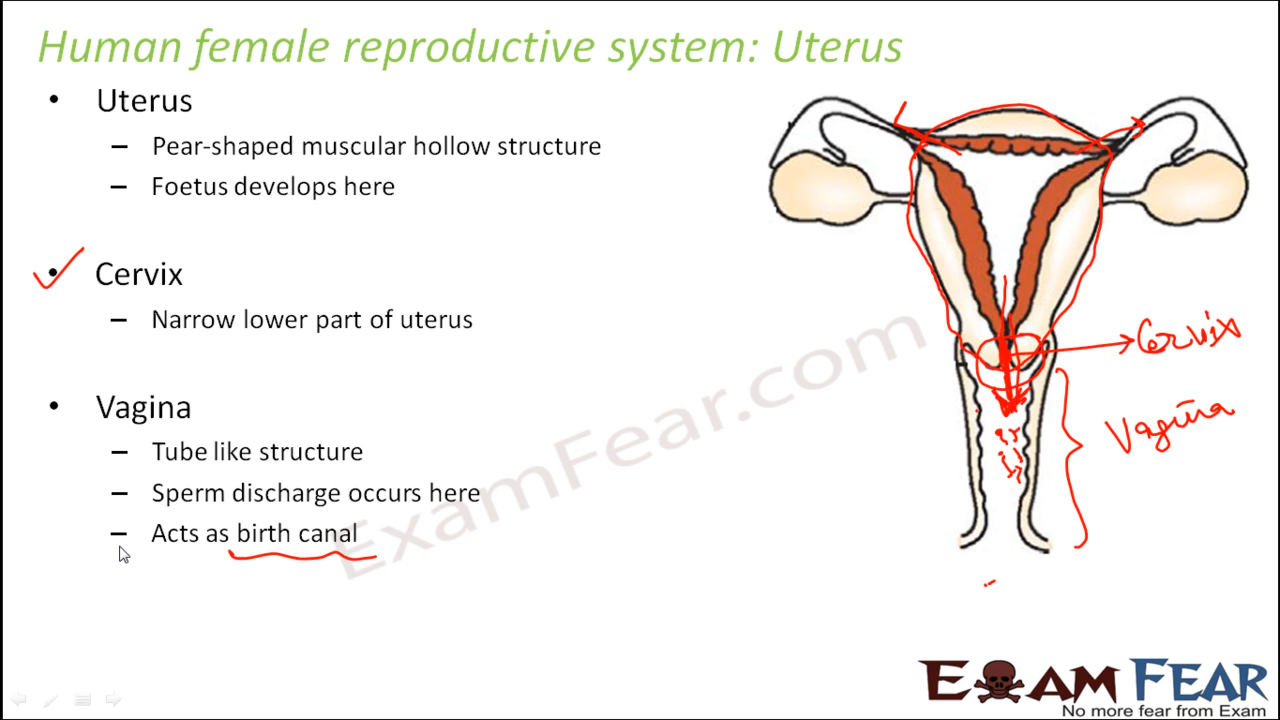 Human female reproductive system: Uterus
• Uterus
– Pear-shaped muscular hollow structure
– Foetus develops here
• Cervix
– Narrow lower part of uterus
• Vagina
– Tube like structure
– Sperm discharge occurs here
– Acts as birth canal
Cervix
Vagina
ExamFear.com
EXAM FEAR
No more fear from Exam